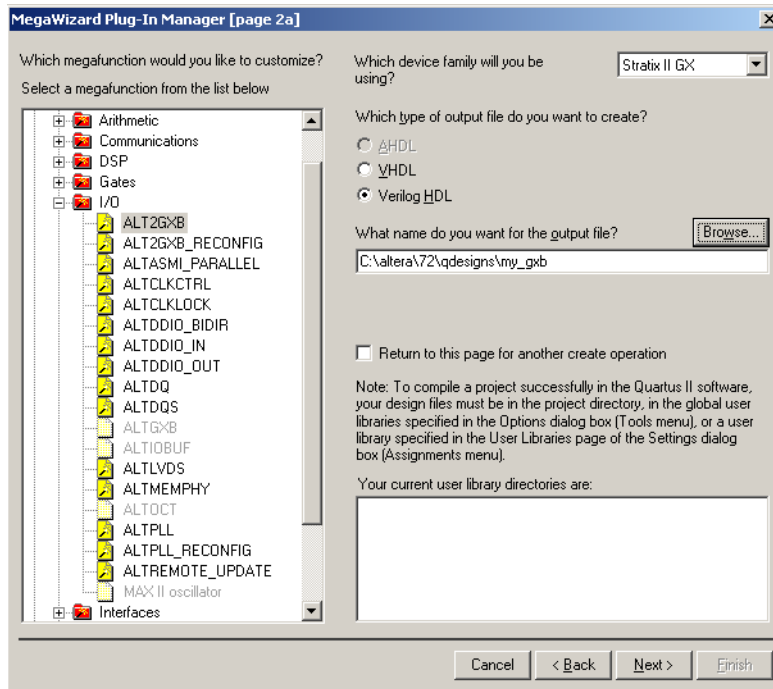 MegaWizard Plug-In Manager [page 2a]
Which megafunction would you like to customize?
Select a megafunction from the list below
Arithmetic
Communications
DSP
Gates
I/O
ALT2GXB
ALT2GXB_RECONFIG
ALTASMI_PARALLEL
ALTCLKCTRL
ALTCLKLOCK
ALTDDIO_BIDIR
ALTDDIO_IN
ALTDDIO_OUT
ALTDQ
ALTDQS
ALTGXB
ALTIOBUF
ALTLVDS
ALTMEMPHY
ALTOCT
ALTPLL
ALTPLL_RECONFIG
ALTREMOTE_UPDATE
MAX II oscillator
Interfaces
Which device family will you be
using?
Stratix II GX
Which type of output file do you want to create?
AHDL
VHDL
Verilog HDL
What name do you want for the output file?
Browse...
C:\altera\72\qdesigns\my_gxb
Return to this page for another create operation
Note: To compile a project successfully in the Quartus II software,
your design files must be in the project directory, in the global user
libraries specified in the Options dialog box (Tools menu), or a user
library specified in the User Libraries page of the Settings dialog
box (Assignments menu).
Your current user library directories are:
Cancel
< Back
Next >
Finish